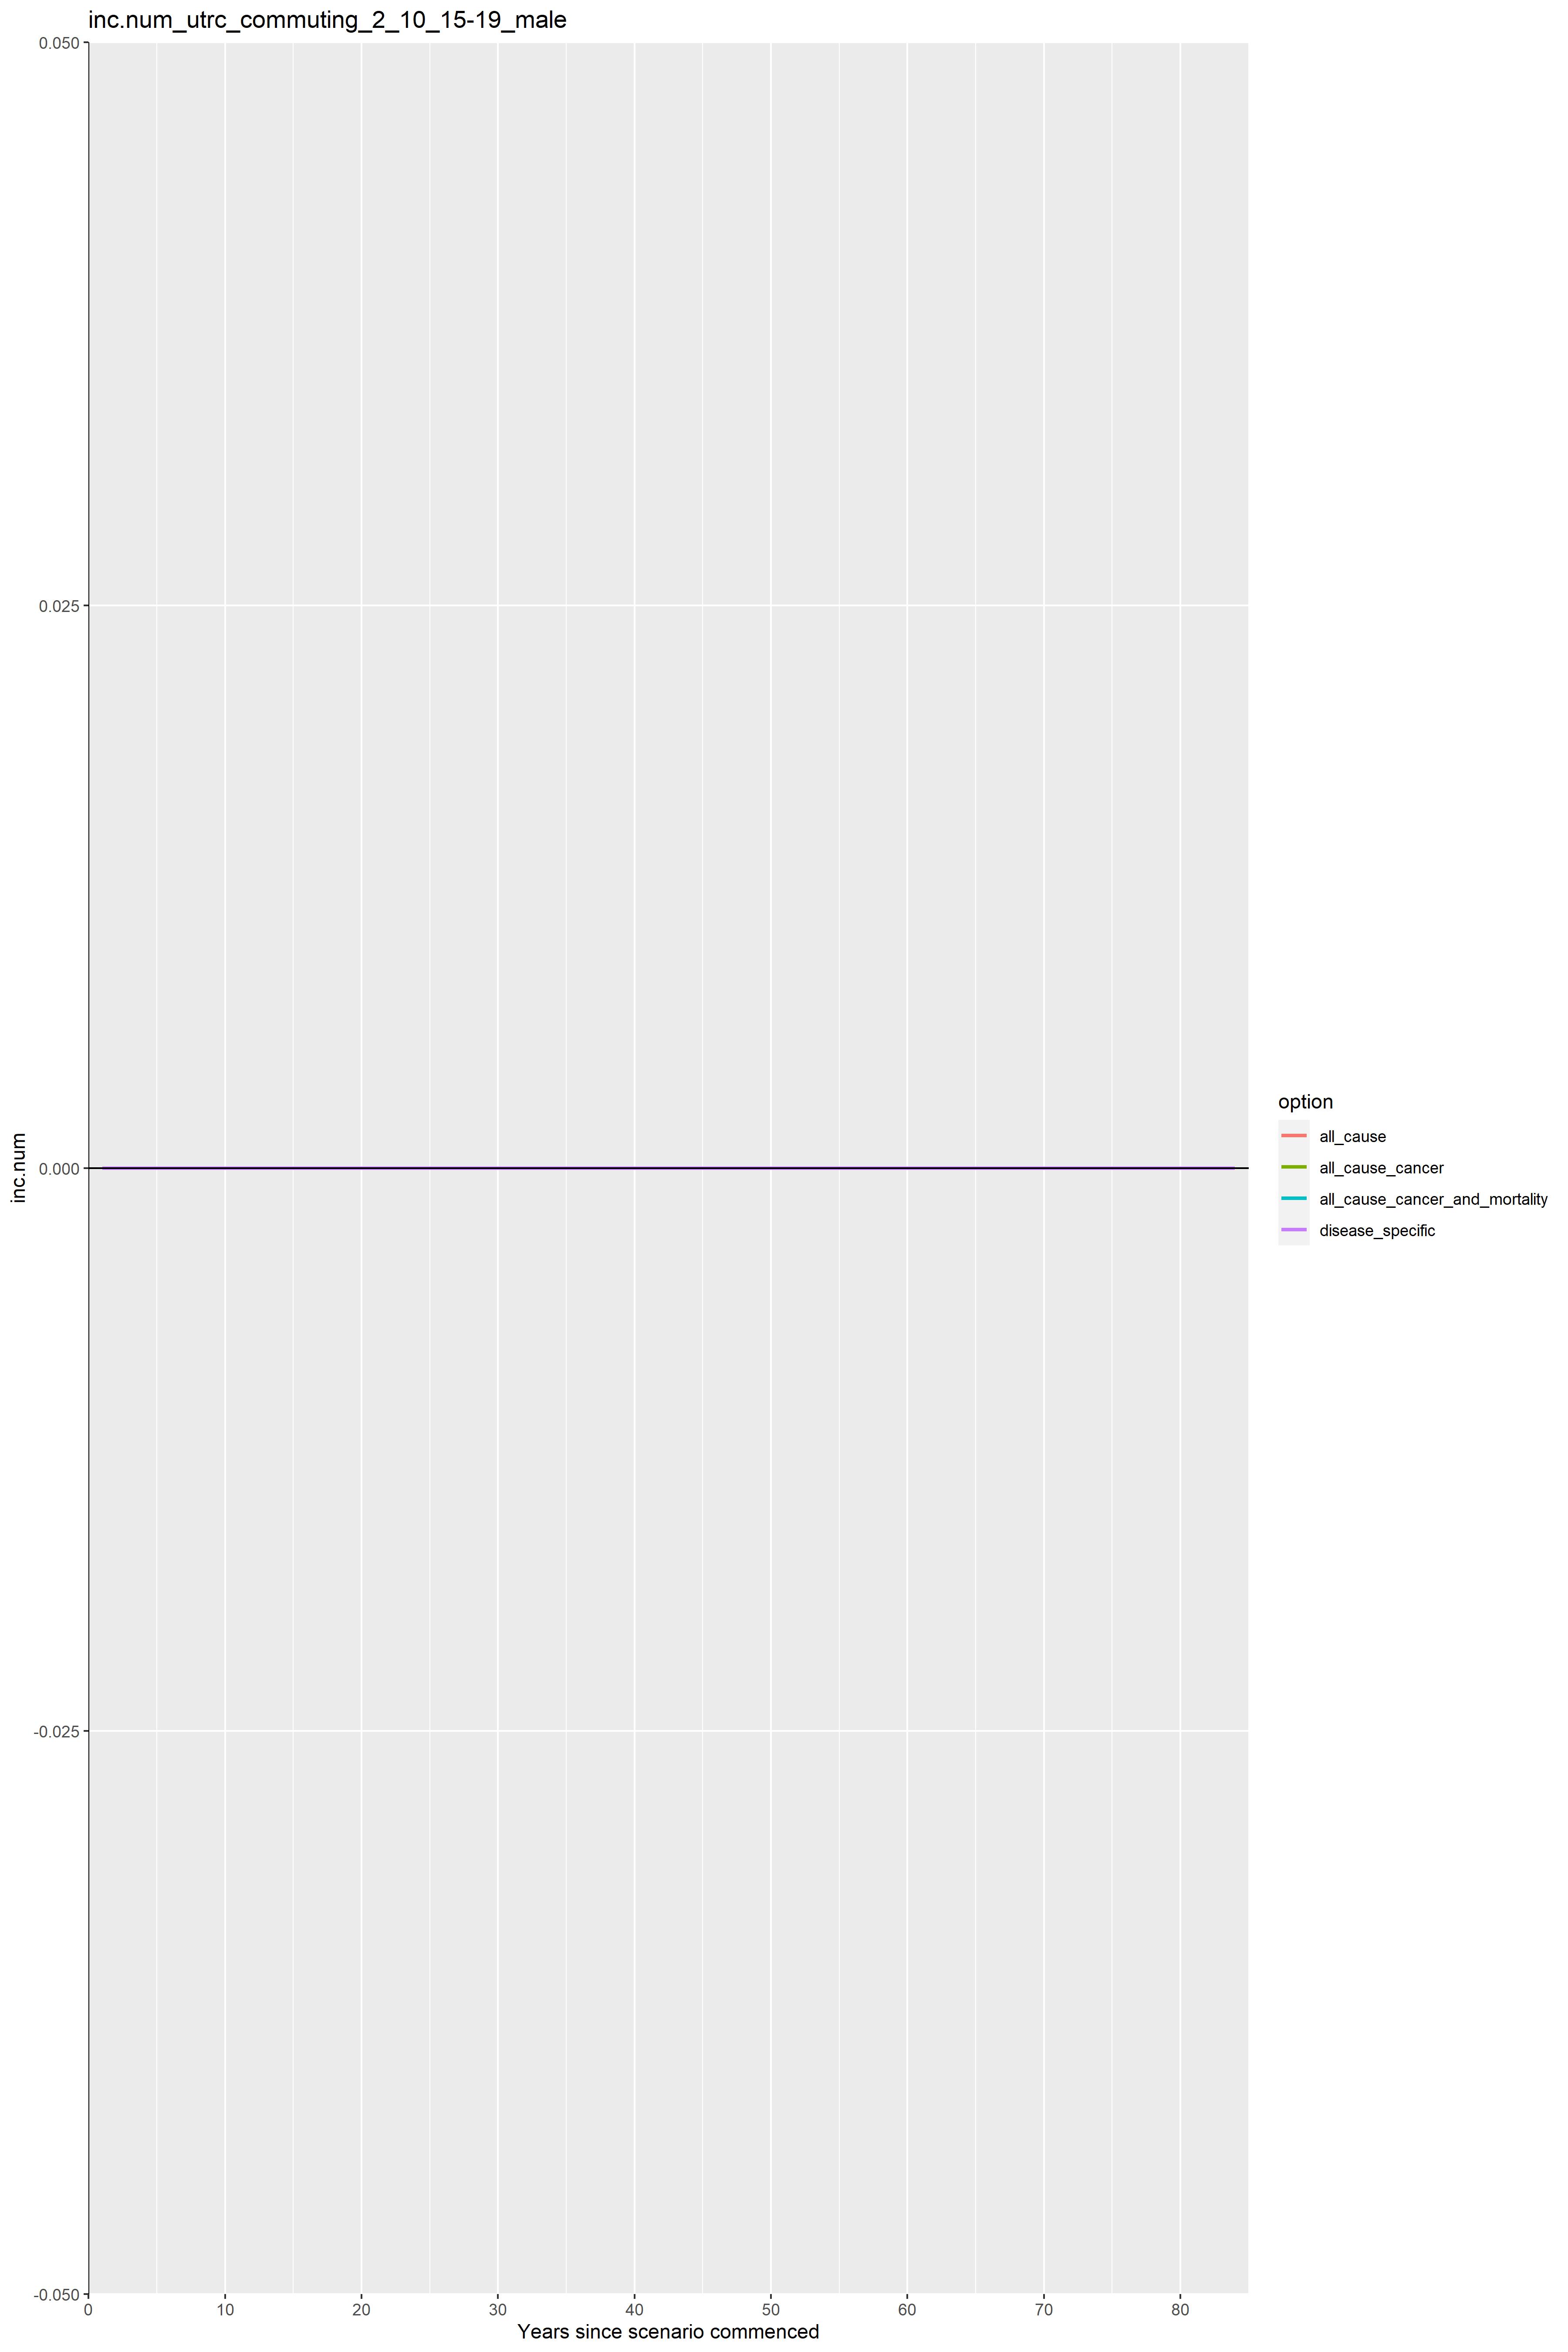 inc.num_utrc_commuting_2_10_15-19_male
0.050
0.025
0.000
-0.025
-0.050
inc.num
0 10 20 30 40 50 60 70 80
Years since scenario commenced
option
all_cause
all_cause_cancer
all_cause_cancer_and_mortality
disease_specific